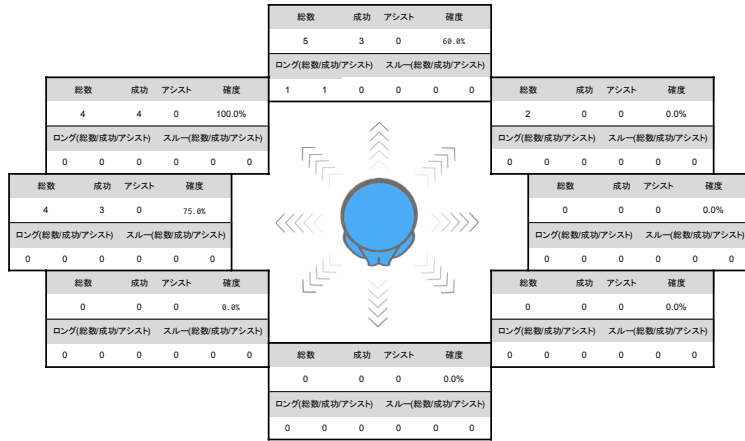 総数 成功 アシスト 確度
5 3 0 60.0%
ロング(総数/成功/アシスト) スルー(総数/成功/アシスト)
1 1 0 0 0 0
総数 成功 アシスト 確度
4 4 0 100.0%
ロング(総数/成功/アシスト) スルー(総数/成功/アシスト)
0 0 0 0 0 0
総数 成功 アシスト 確度
2 0 0 0.0%
ロング(総数/成功/アシスト) スルー(総数/成功/アシスト)
0 0 0 0 0 0
総数 成功 アシスト 確度
4 3 0 75.0%
ロング(総数/成功/アシスト) スルー(総数/成功/アシスト)
0 0 0 0 0 0
総数 成功 アシスト 確度
0 0 0 0.0%
ロング(総数/成功/アシスト) スルー(総数/成功/アシスト)
0 0 0 0 0 0
総数 成功 アシスト 確度
0 0 0 0.0%
ロング(総数/成功/アシスト) スルー(総数/成功/アシスト)
0 0 0 0 0 0
総数 成功 アシスト 確度
0 0 0 0.0%
ロング(総数/成功/アシスト) スルー(総数/成功/アシスト)
0 0 0 0 0 0
総数 成功 アシスト 確度
0 0 0 0.0%
ロング(総数/成功/アシスト) スルー(総数/成功/アシスト)
0 0 0 0 0 0